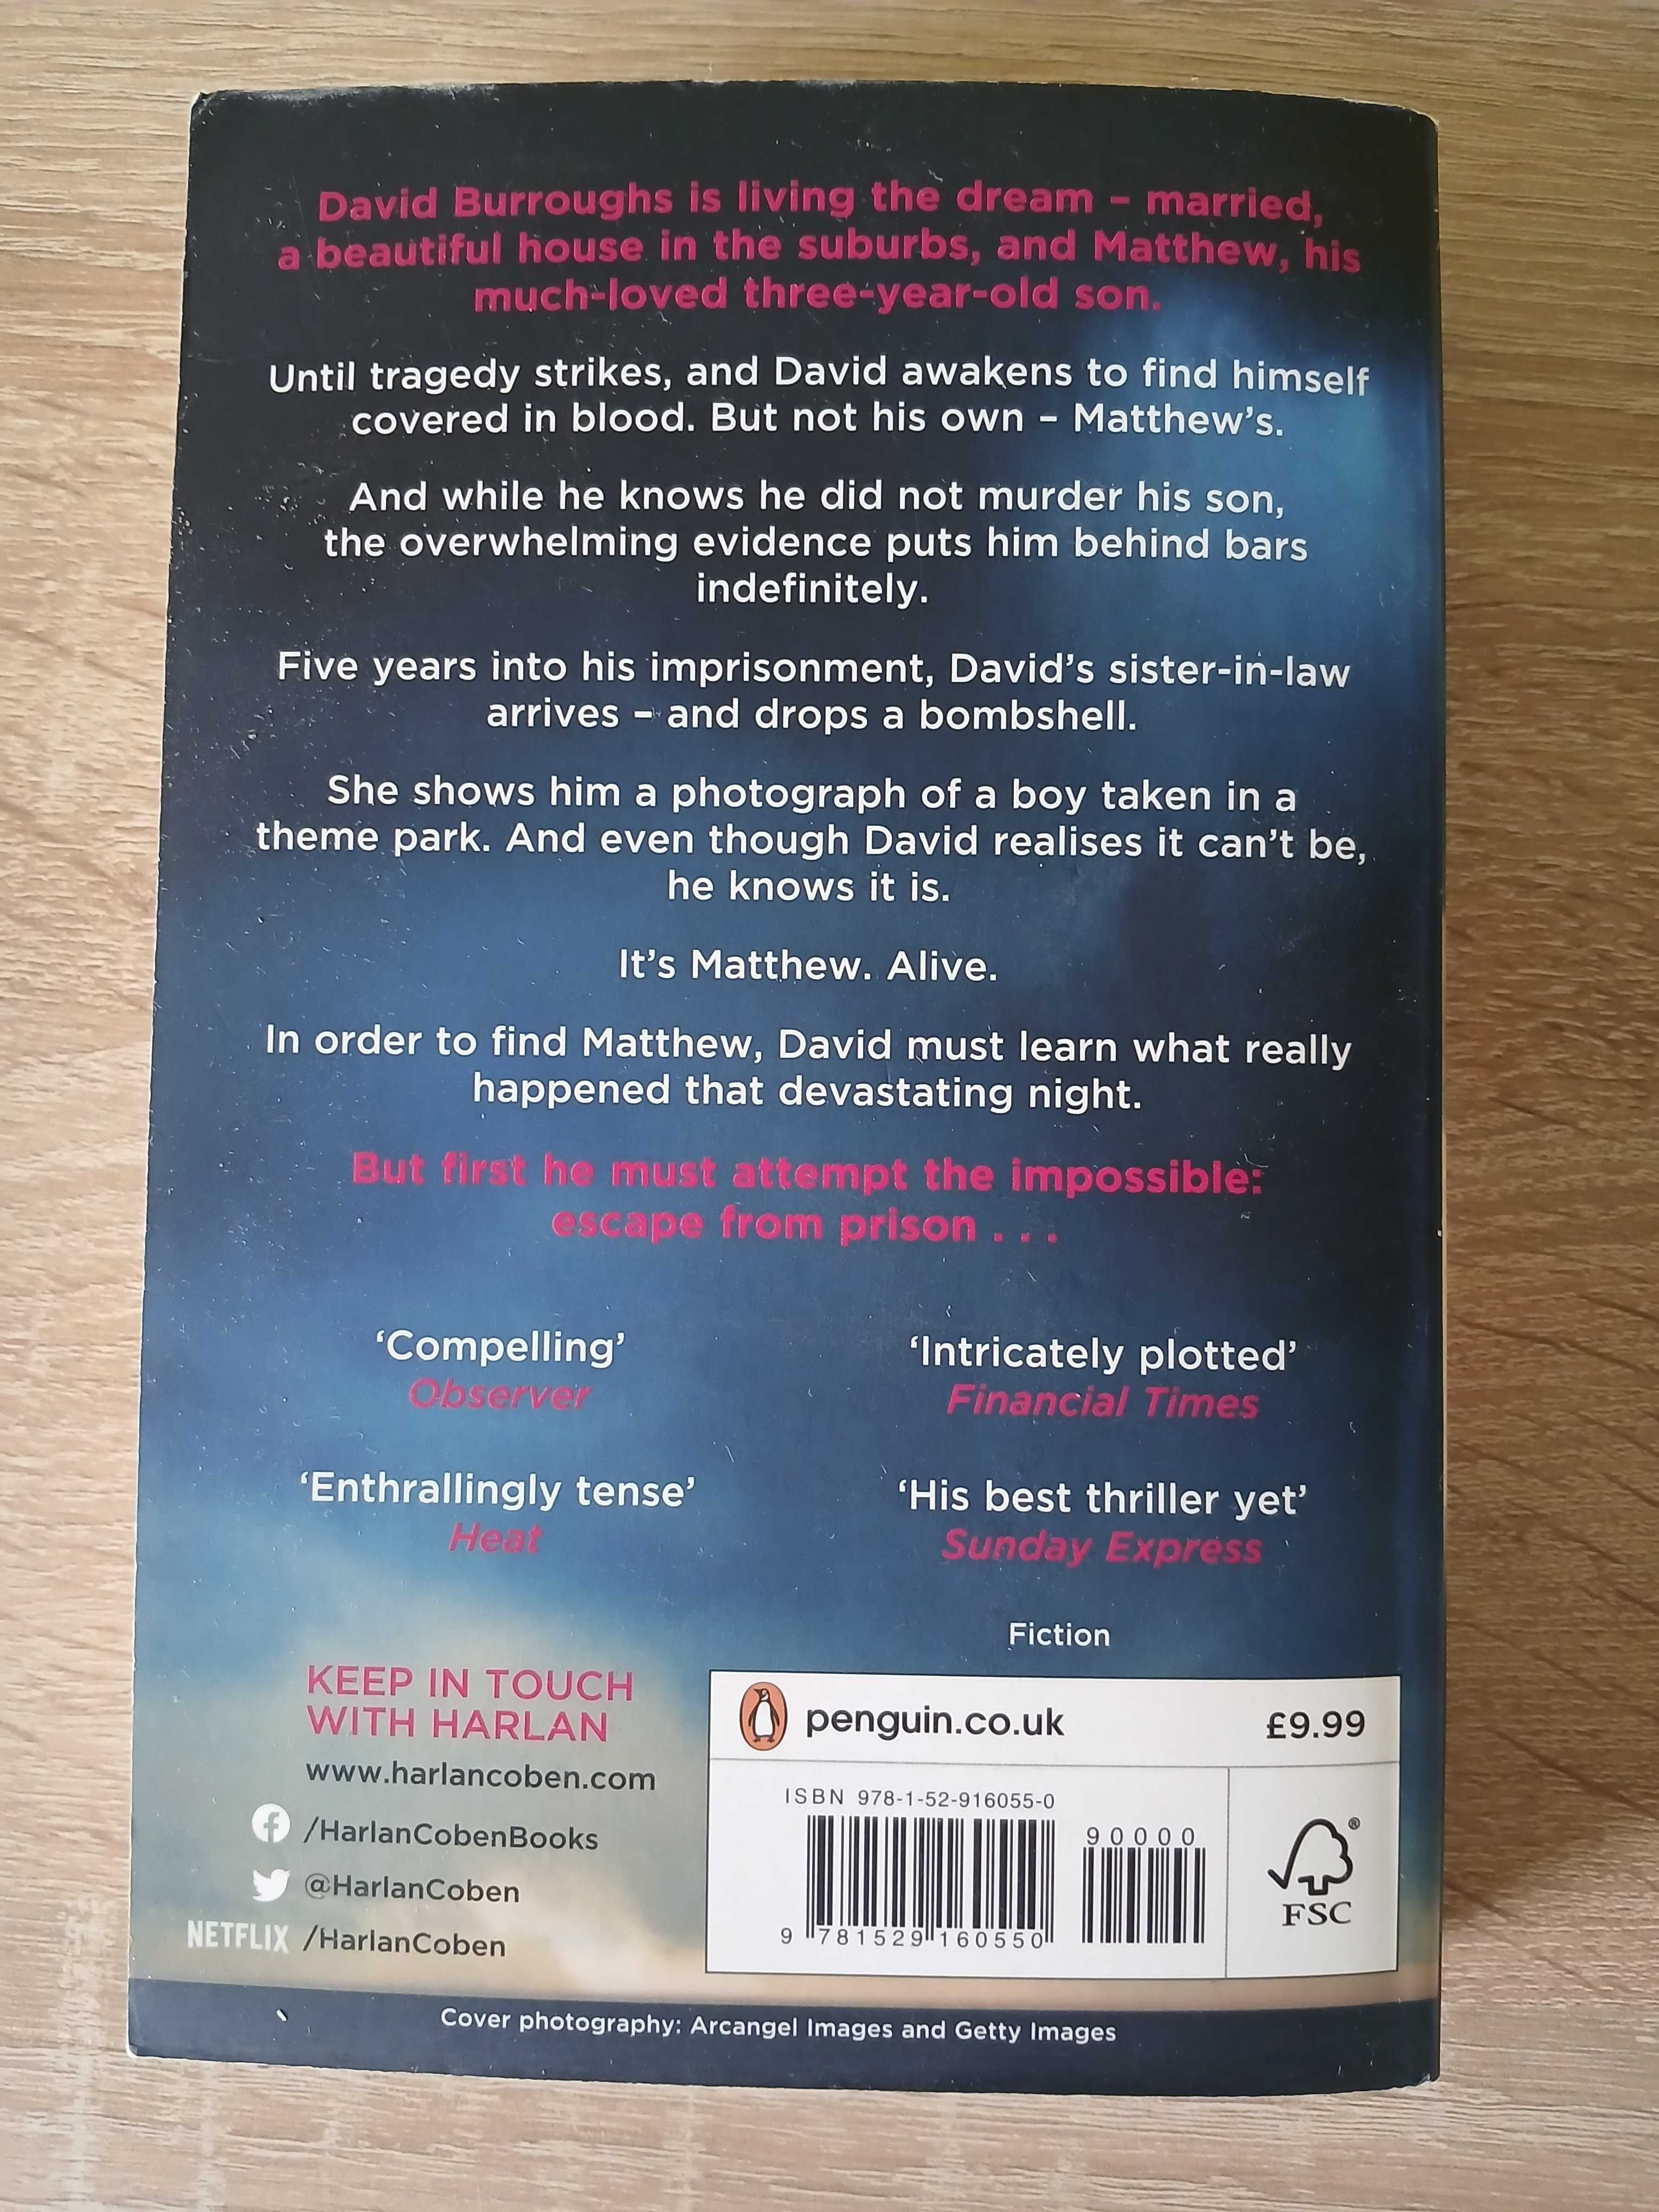 David Burroughs is living the dream – married,
a beautiful house in the suburbs, and Matthew, his
much-loved three-year-old son.
Until tragedy strikes, and David awakens to find himself
covered in blood. But not his own – Matthew’s.
And while he knows he did not murder his son,
the overwhelming evidence puts him behind bars
indefinitely.
Five years into his imprisonment, David’s sister-in-law
arrives – and drops a bombshell.
She shows him a photograph of a boy taken in a
theme park. And even though David realises it can’t be,
he knows it is.
It’s Matthew. Alive.
In order to find Matthew, David must learn what really
happened that devastating night.
But first he must attempt the impossible:
escape from prison . . .
‘Compelling’
Observer
‘Intricately plotted’
Financial Times
‘Enthrallingly tense’
Heat
‘His best thriller yet’
Sunday Express
Fiction
KEEP IN TOUCH
WITH HARLAN
www.harlancoben.com
/HarlanCobenBooks
@HarlanCoben
NETFLIX /HarlanCoben
penguin.co.uk
£9.99
ISBN 978-1-52-916055-0
90000
9 781529 160550
®
FSC
Cover photography: Arcangel Images and Getty Images